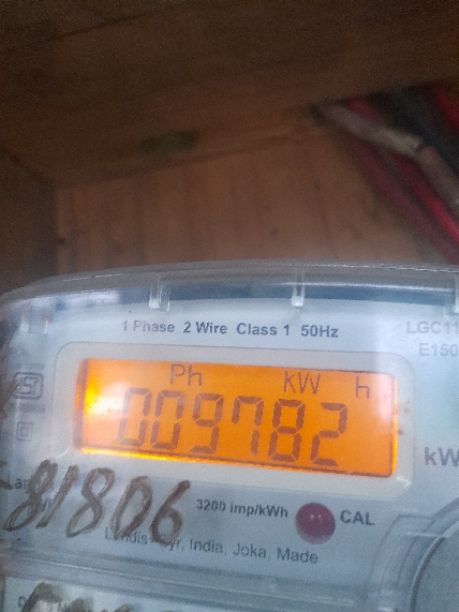 1 Phase 2 Wire Class 1 50Hz
LGC11
E150
Ph kW h
009782
kW
81806
3200 imp/kWh
CAL
India, Joka, Made